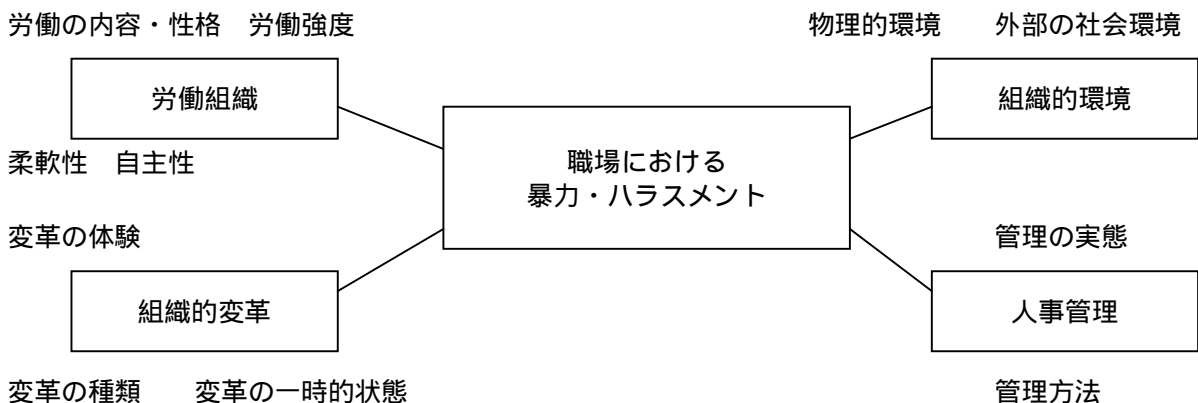 労働の内容・性格　労働強度
物理的環境　　外部の社会環境
労働組織
組織的環境
柔軟性　自主性
職場における
暴力・ハラスメント
変革の体験
管理の実態
組織的変革
人事管理
変革の種類　　変革の一時的状態
管理方法